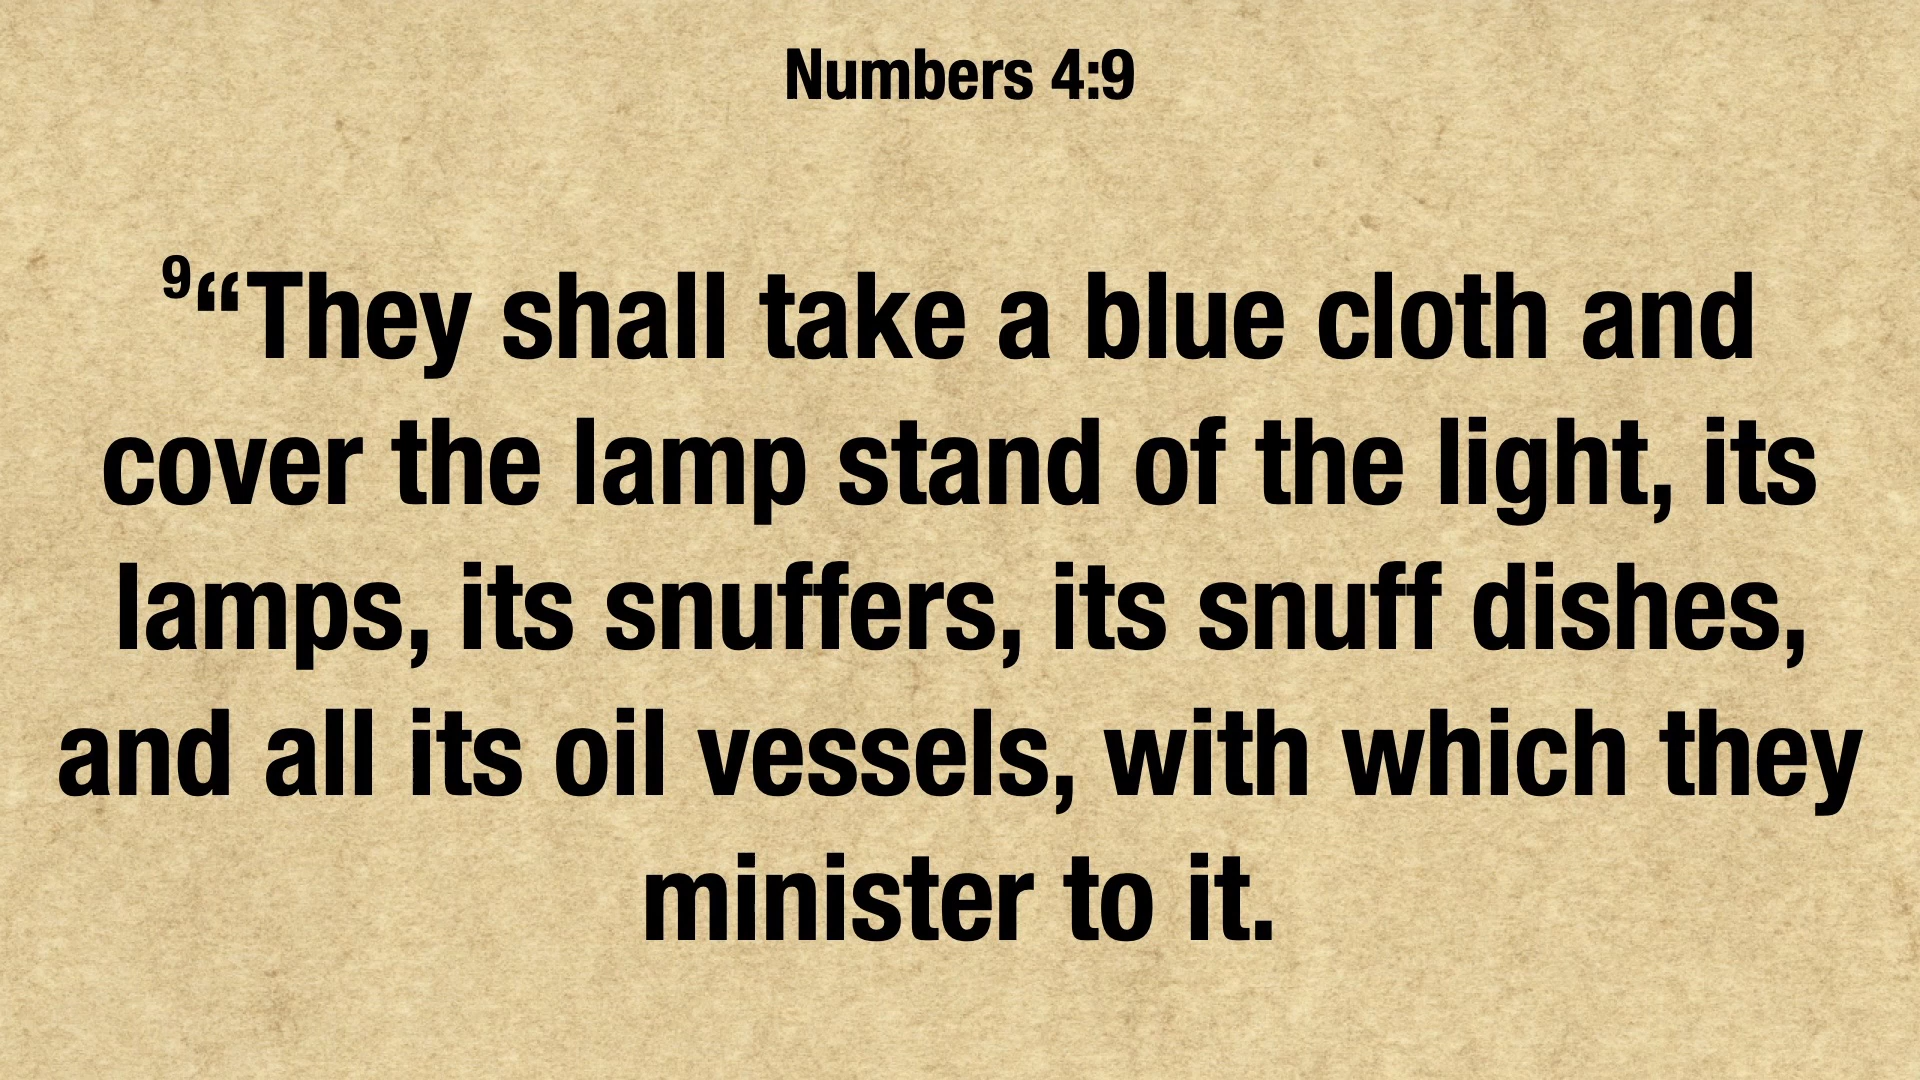 Numbers 4:9
⁹“They shall take a blue cloth and
cover the lamp stand of the light, its
lamps, its snuffers, its snuff dishes,
and all its oil vessels, with which they
minister to it.